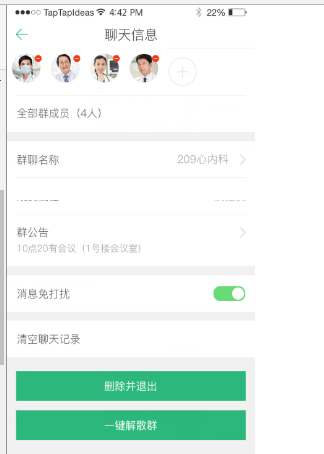 TapTapIdeas 4:42 PM 22%
聊天信息
全部群成员（4人）
群聊名称 209心内科
群公告
10点20有会议（1号楼会议室）
消息免打扰
清空聊天记录
删除并退出
一键解散群